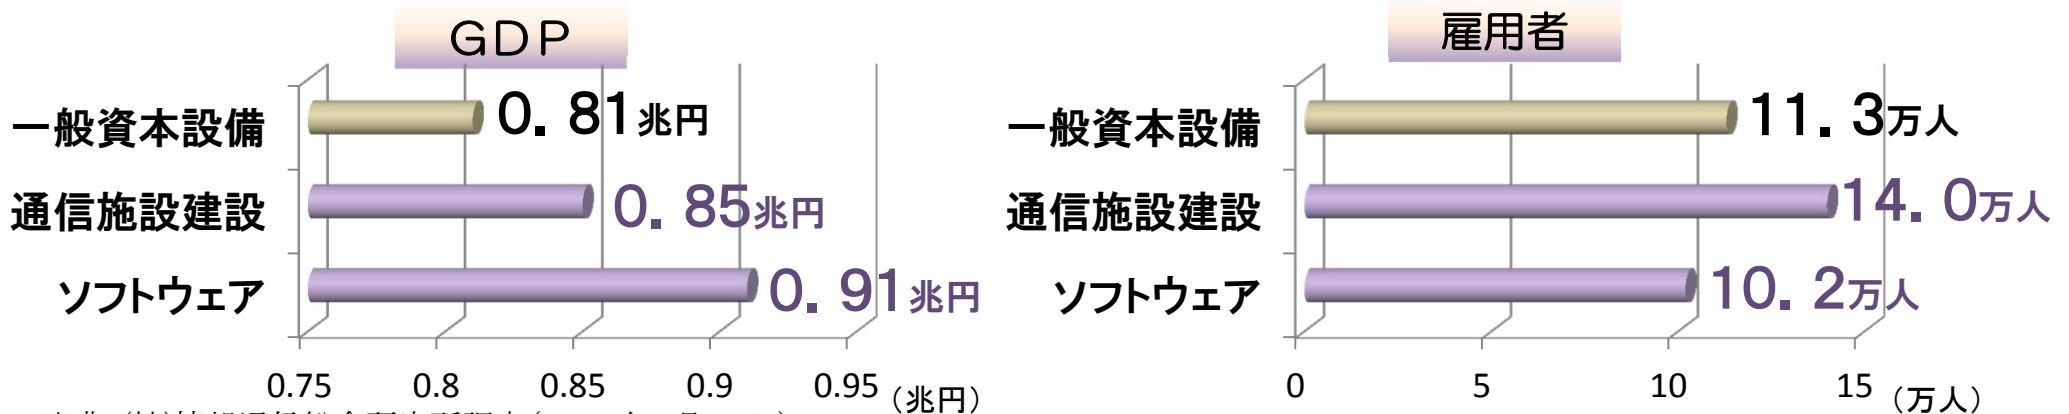 GDP
一般資本設備
0.81兆円
通信施設建設
0.85兆円
ソフトウェア
0.91兆円
0.75 0.8 0.85 0.9 0.95 (兆円)
雇用者
一般資本設備
11.3万人
通信施設建設
14.0万人
ソフトウェア
10.2万人
0 5 10 15 (万人)